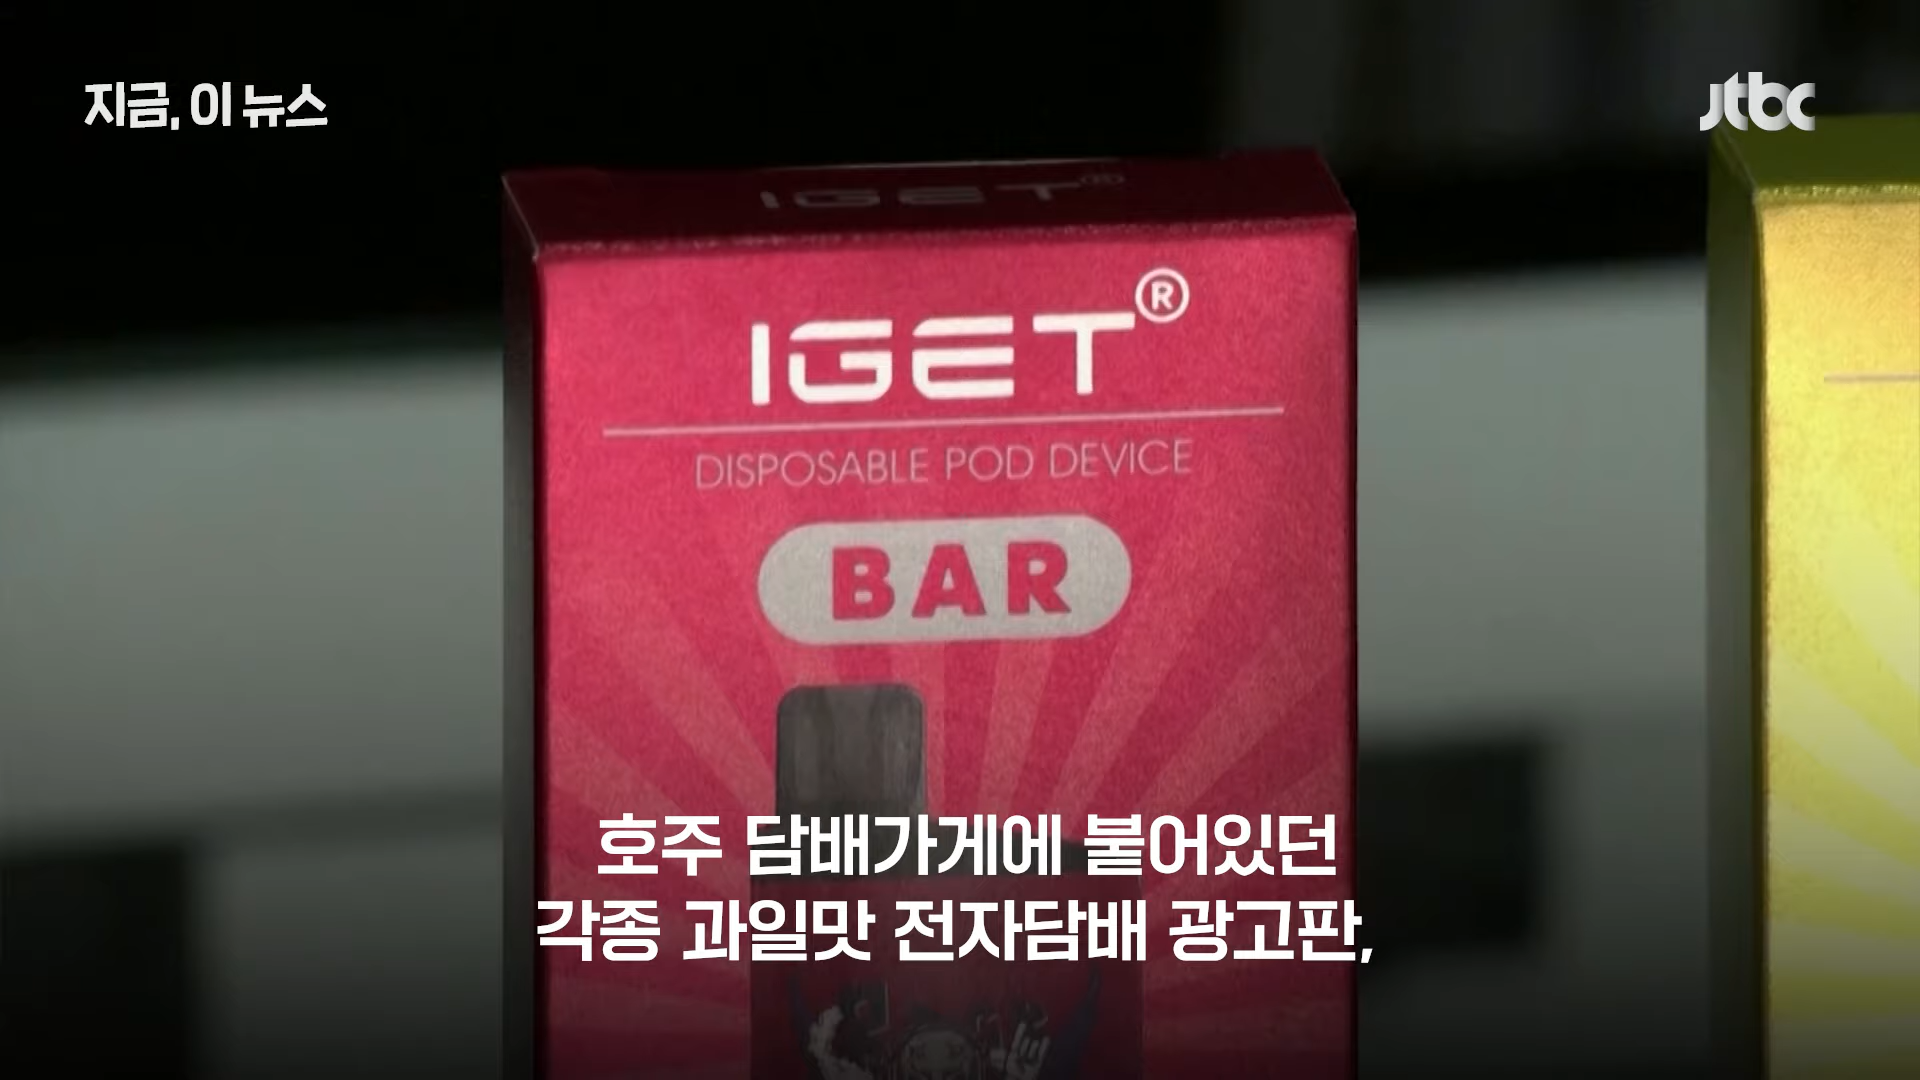 지금, 이 뉴스
jtbc
IGET
IGET®
DISPOSABLE POD DEVICE
BAR
호주 담배가게에 붙어있던
각종 과일맛 전자담배 광고판,